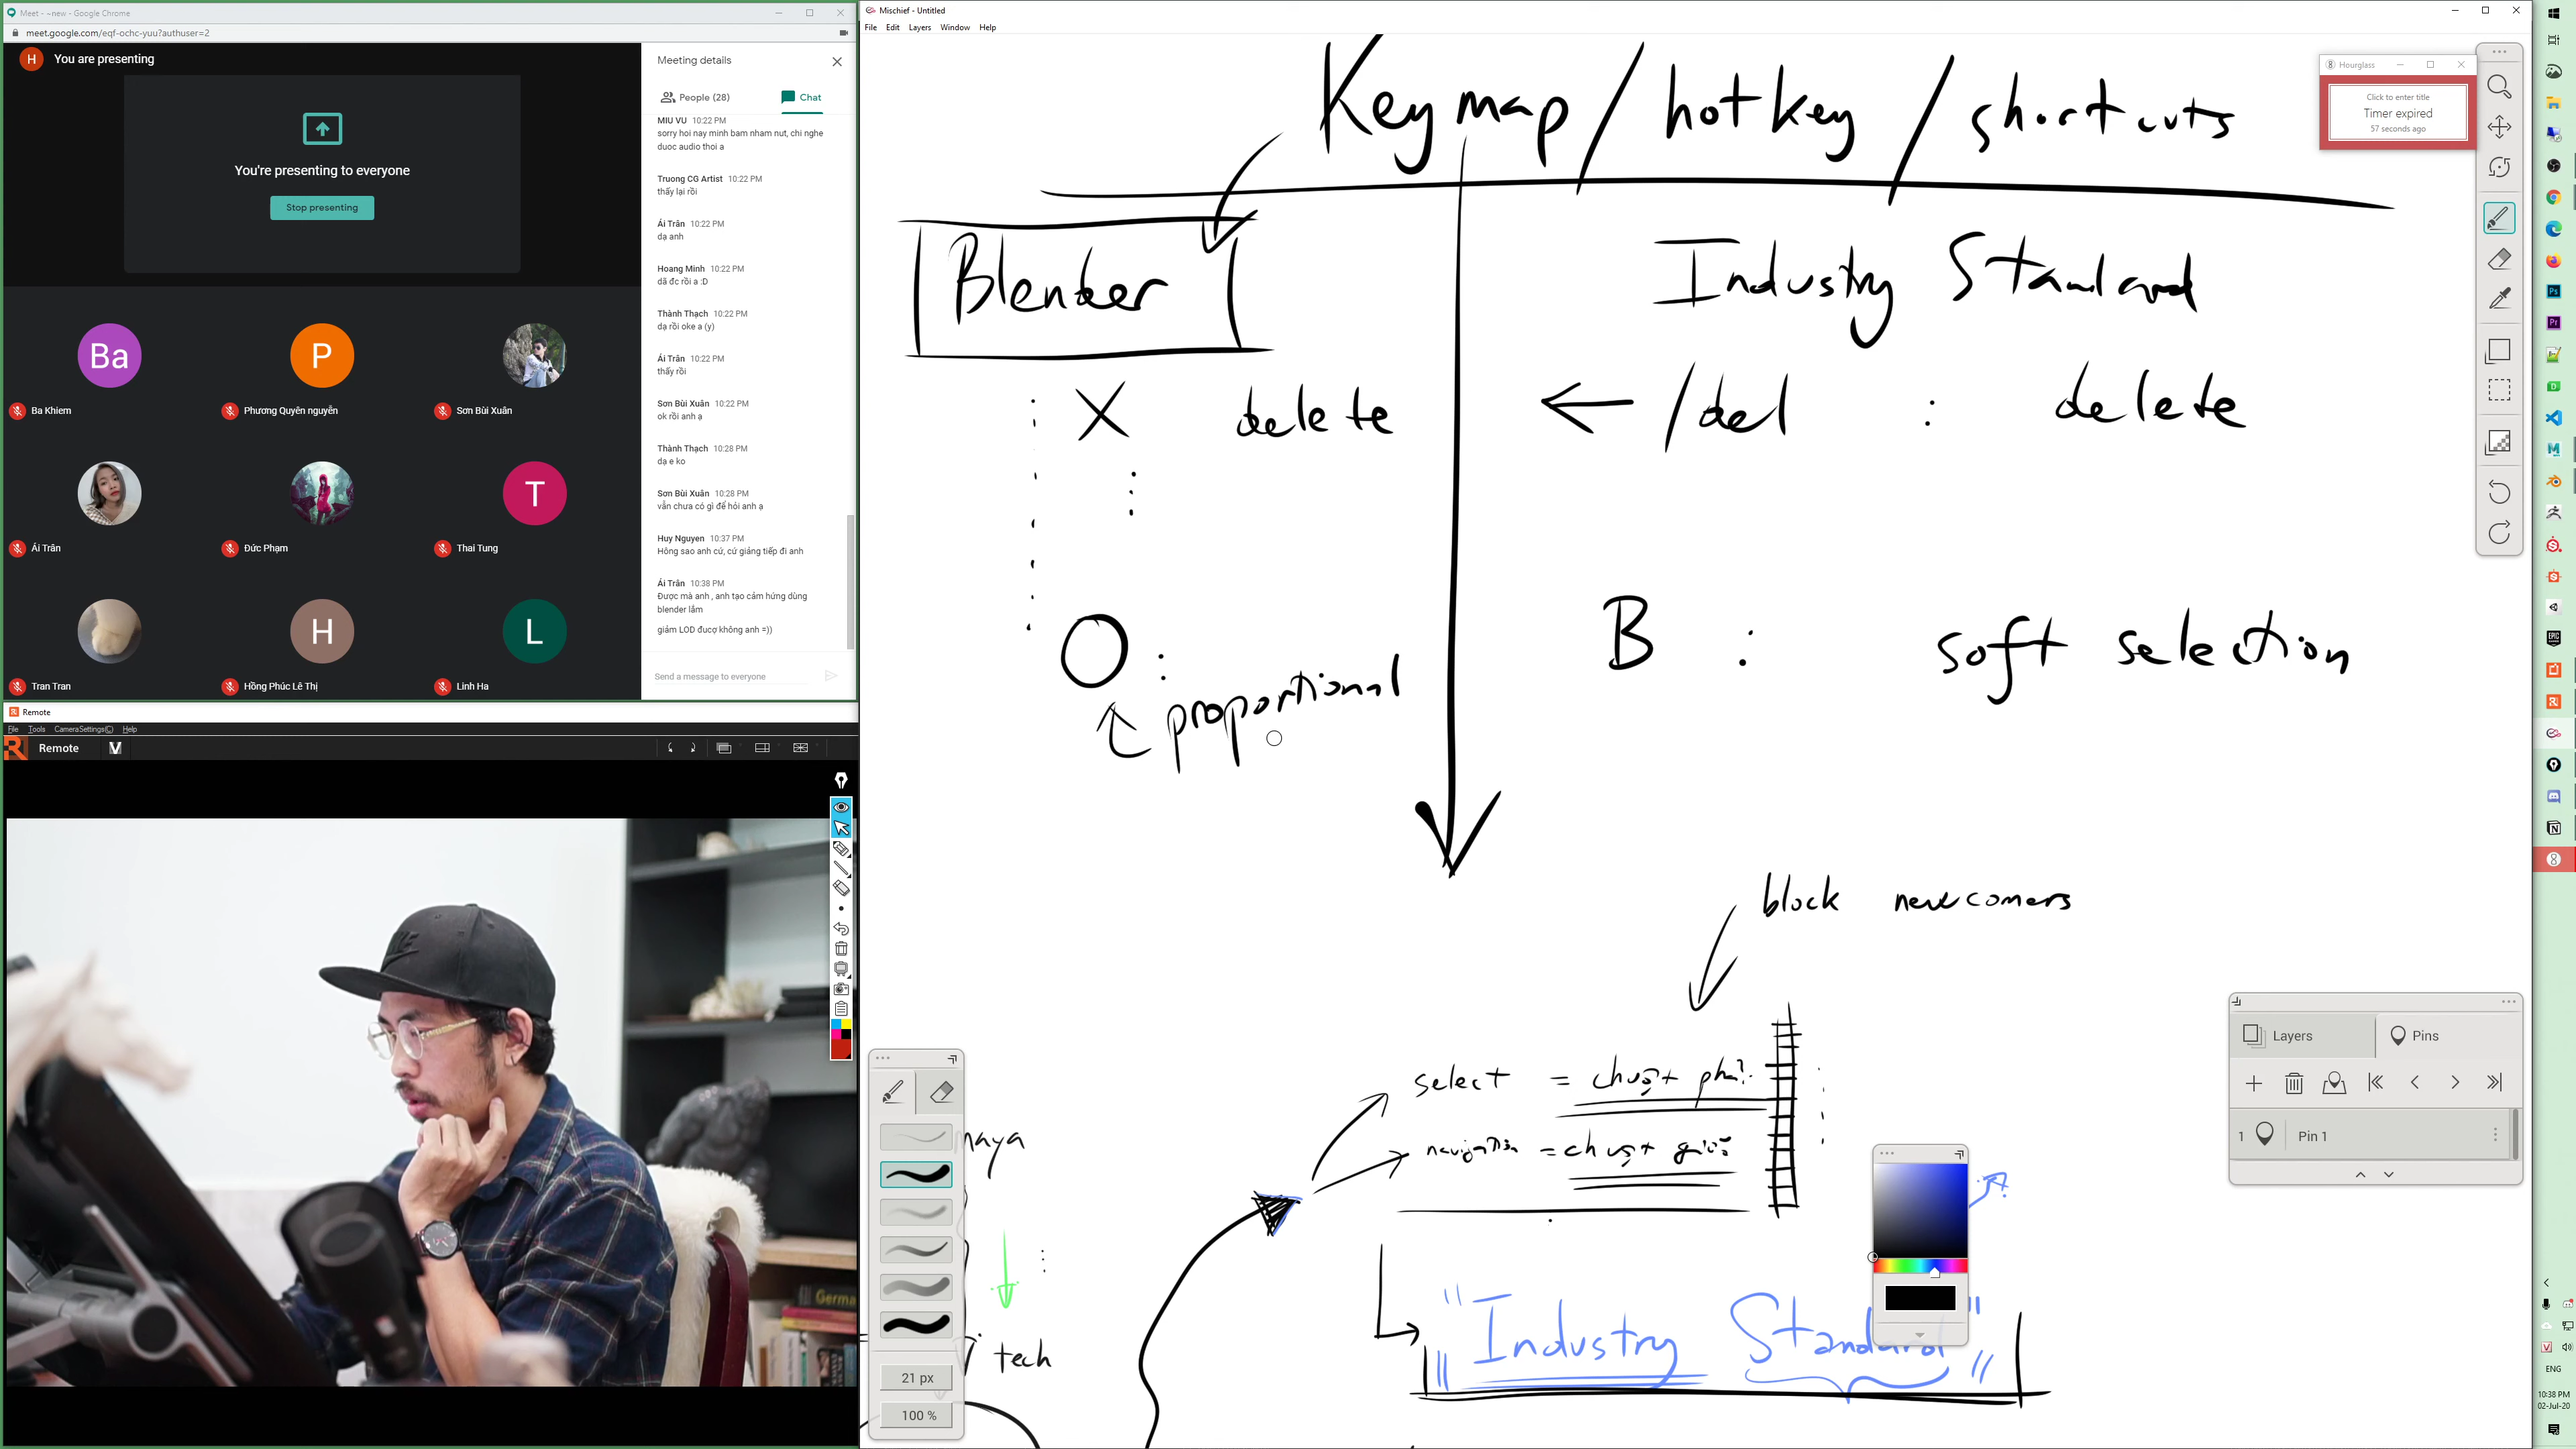 Meet - ~new - Google Chrome
meet.google.com/eqf-ochc-yuu?authuser=2
H You are presenting
You're presenting to everyone
Stop presenting
Ba
P
Ba Khiem
Phương Quyên nguyễn
Sơn Bùi Xuân
T
Ái Trân
Đức Phạm
Thai Tung
H
L
Tran Tran
Hồng Phúc Lê Thị
Linh Ha
Meeting details
People (28)
Chat
MIU VU 10:22 PM
sorry hoi nay minh bam nham nut, chi nghe
duoc audio thoi a
Truong CG Artist 10:22 PM
thấy lại rồi
Ái Trân 10:22 PM
dạ anh
Hoang Minh 10:22 PM
dã đc rồi a :D
Thành Thạch 10:22 PM
dạ rồi oke a (y)
Ái Trân 10:22 PM
thấy rồi
Sơn Bùi Xuân 10:22 PM
ok rồi anh ạ
Thành Thạch 10:28 PM
dạ e ko
Sơn Bùi Xuân 10:28 PM
vẫn chưa có gì để hỏi anh ạ
Huy Nguyen 10:37 PM
Hông sao anh cứ, cứ giảng tiếp đi anh
Ái Trân 10:38 PM
Được mà anh , anh tạo cảm hứng dùng
blender lắm
giảm LOD đucợ không anh =))
Send a message to everyone
Remote
File Tools CameraSettings(C) Help
Remote
Germa
Mischief - Untitled
File Edit Layers Window Help
Keymap / hotkey / shortcuts
Blender
Industry Standard
X delete
← /del : delete
O :
proportional
B : soft selection
block newcomers
select = chuột phải
navigation = chuột giữa
"Industry Standard"
maya
tech
21 px
100 %
Hourglass
Click to enter title
Timer expired
57 seconds ago
Layers
Pins
1 Pin 1
Ps
Pr
EPIC
ENG
10:38 PM
02-Jul-20